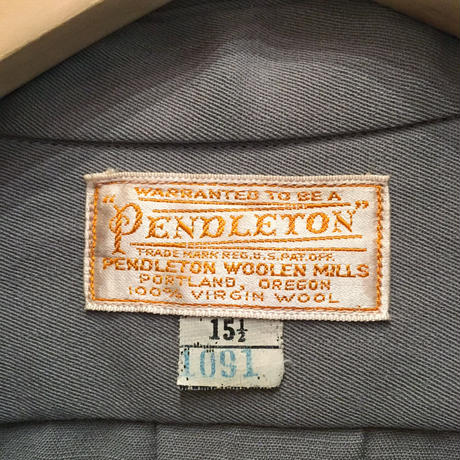 WARRANTED TO BE A
"PENDLETON"
TRADE MARK REG. U.S. PAT. OFF.
PENDLETON WOOLEN MILLS
PORTLAND, OREGON
100% VIRGIN WOOL
15½
1091